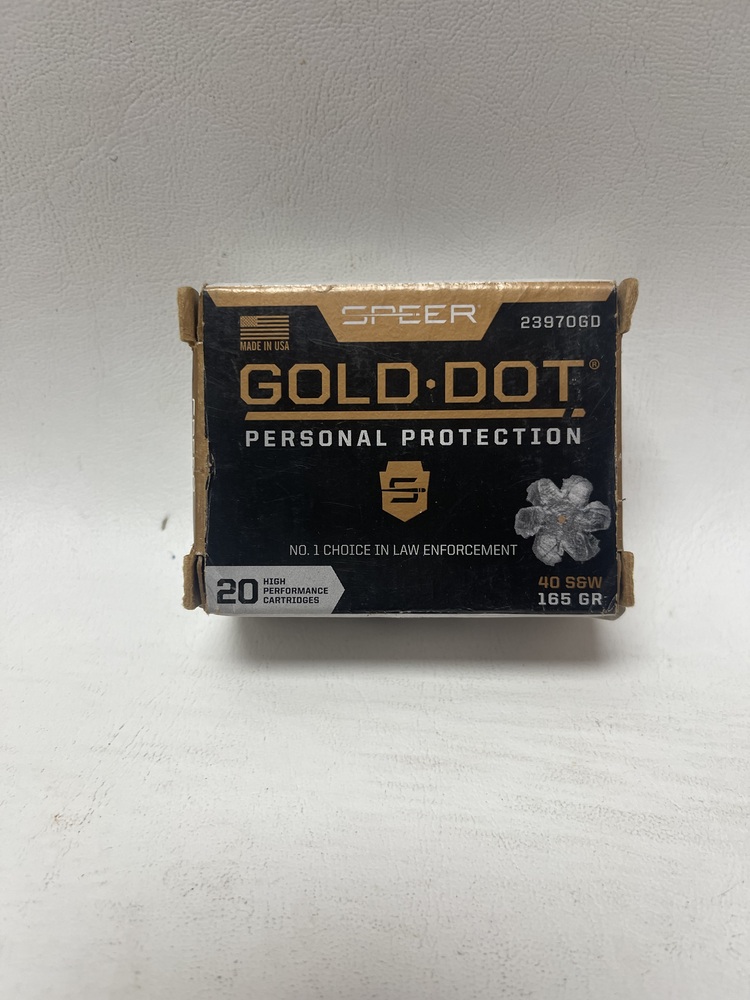 SPEER
23970GD
MADE IN USA
GOLD·DOT®
PERSONAL PROTECTION
S
NO. 1 CHOICE IN LAW ENFORCEMENT
20 HIGH
PERFORMANCE
CARTRIDGES
40 S&W
165 GR